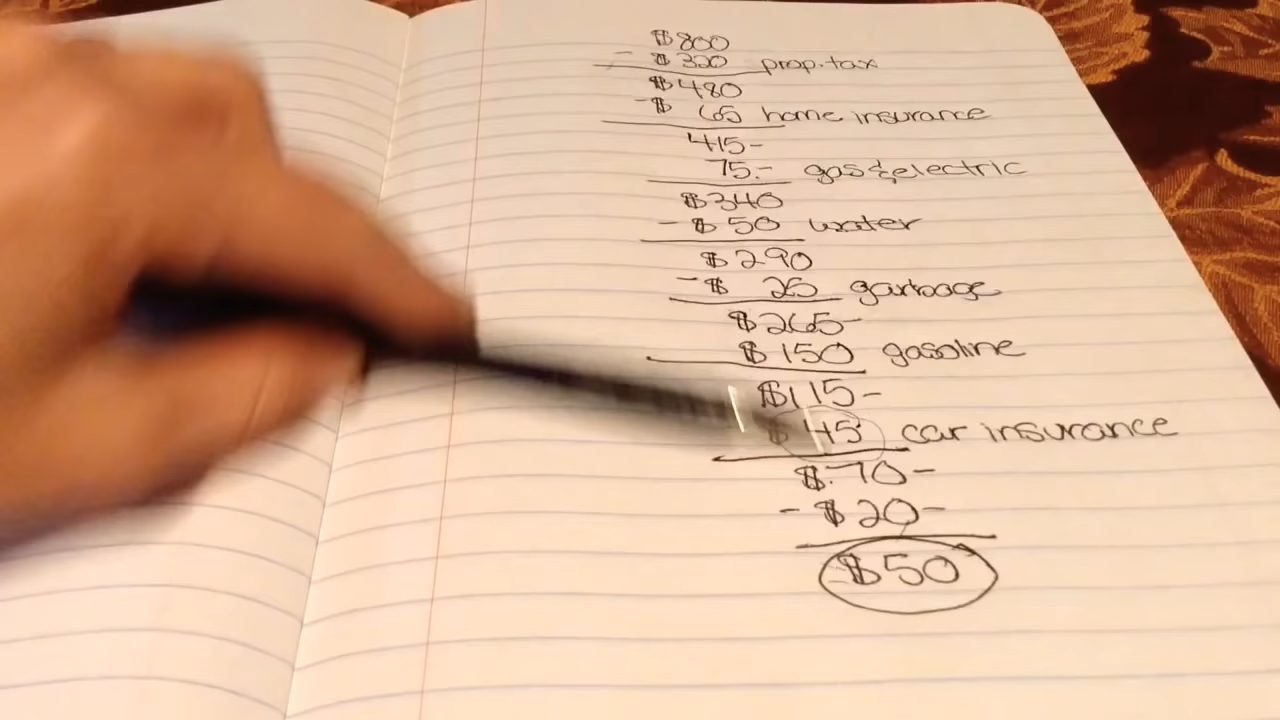 $800
- $320 prop.tax
$480
-$ 65 home insurance
415-
75.- gas & electric
$340
- $50 water
$290
-$ 25 garbage
$265-
$150 gasoline
$115-
$45 car insurance
$.70-
- $20-
$50